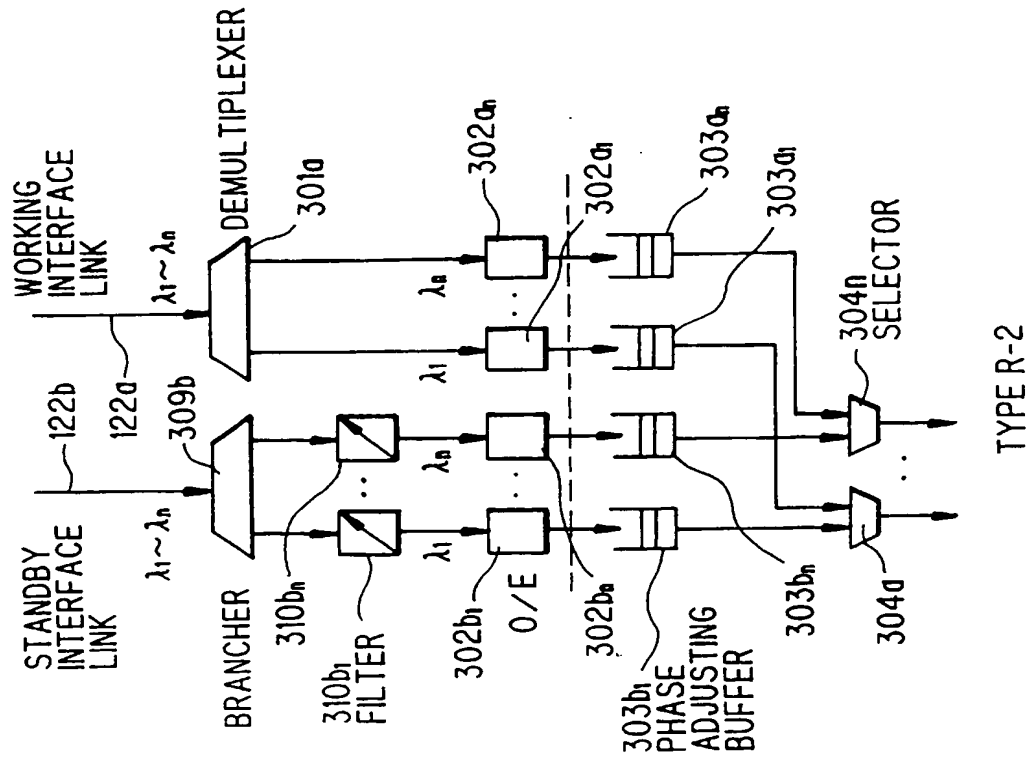 STANDBY
INTERFACE
LINK
122b
122a
WORKING
INTERFACE
LINK
λ1~λn
309b
λ1~λn
DEMULTIPLEXER
301a
BRANCHER
310bn
310b1
FILTER
λ1
λn
λ1
λn
302an
302a1
302b1
O/E
302bn
303an
303a1
303b1
PHASE
ADJUSTING
BUFFER
303bn
304a
304n
SELECTOR
TYPE R-2